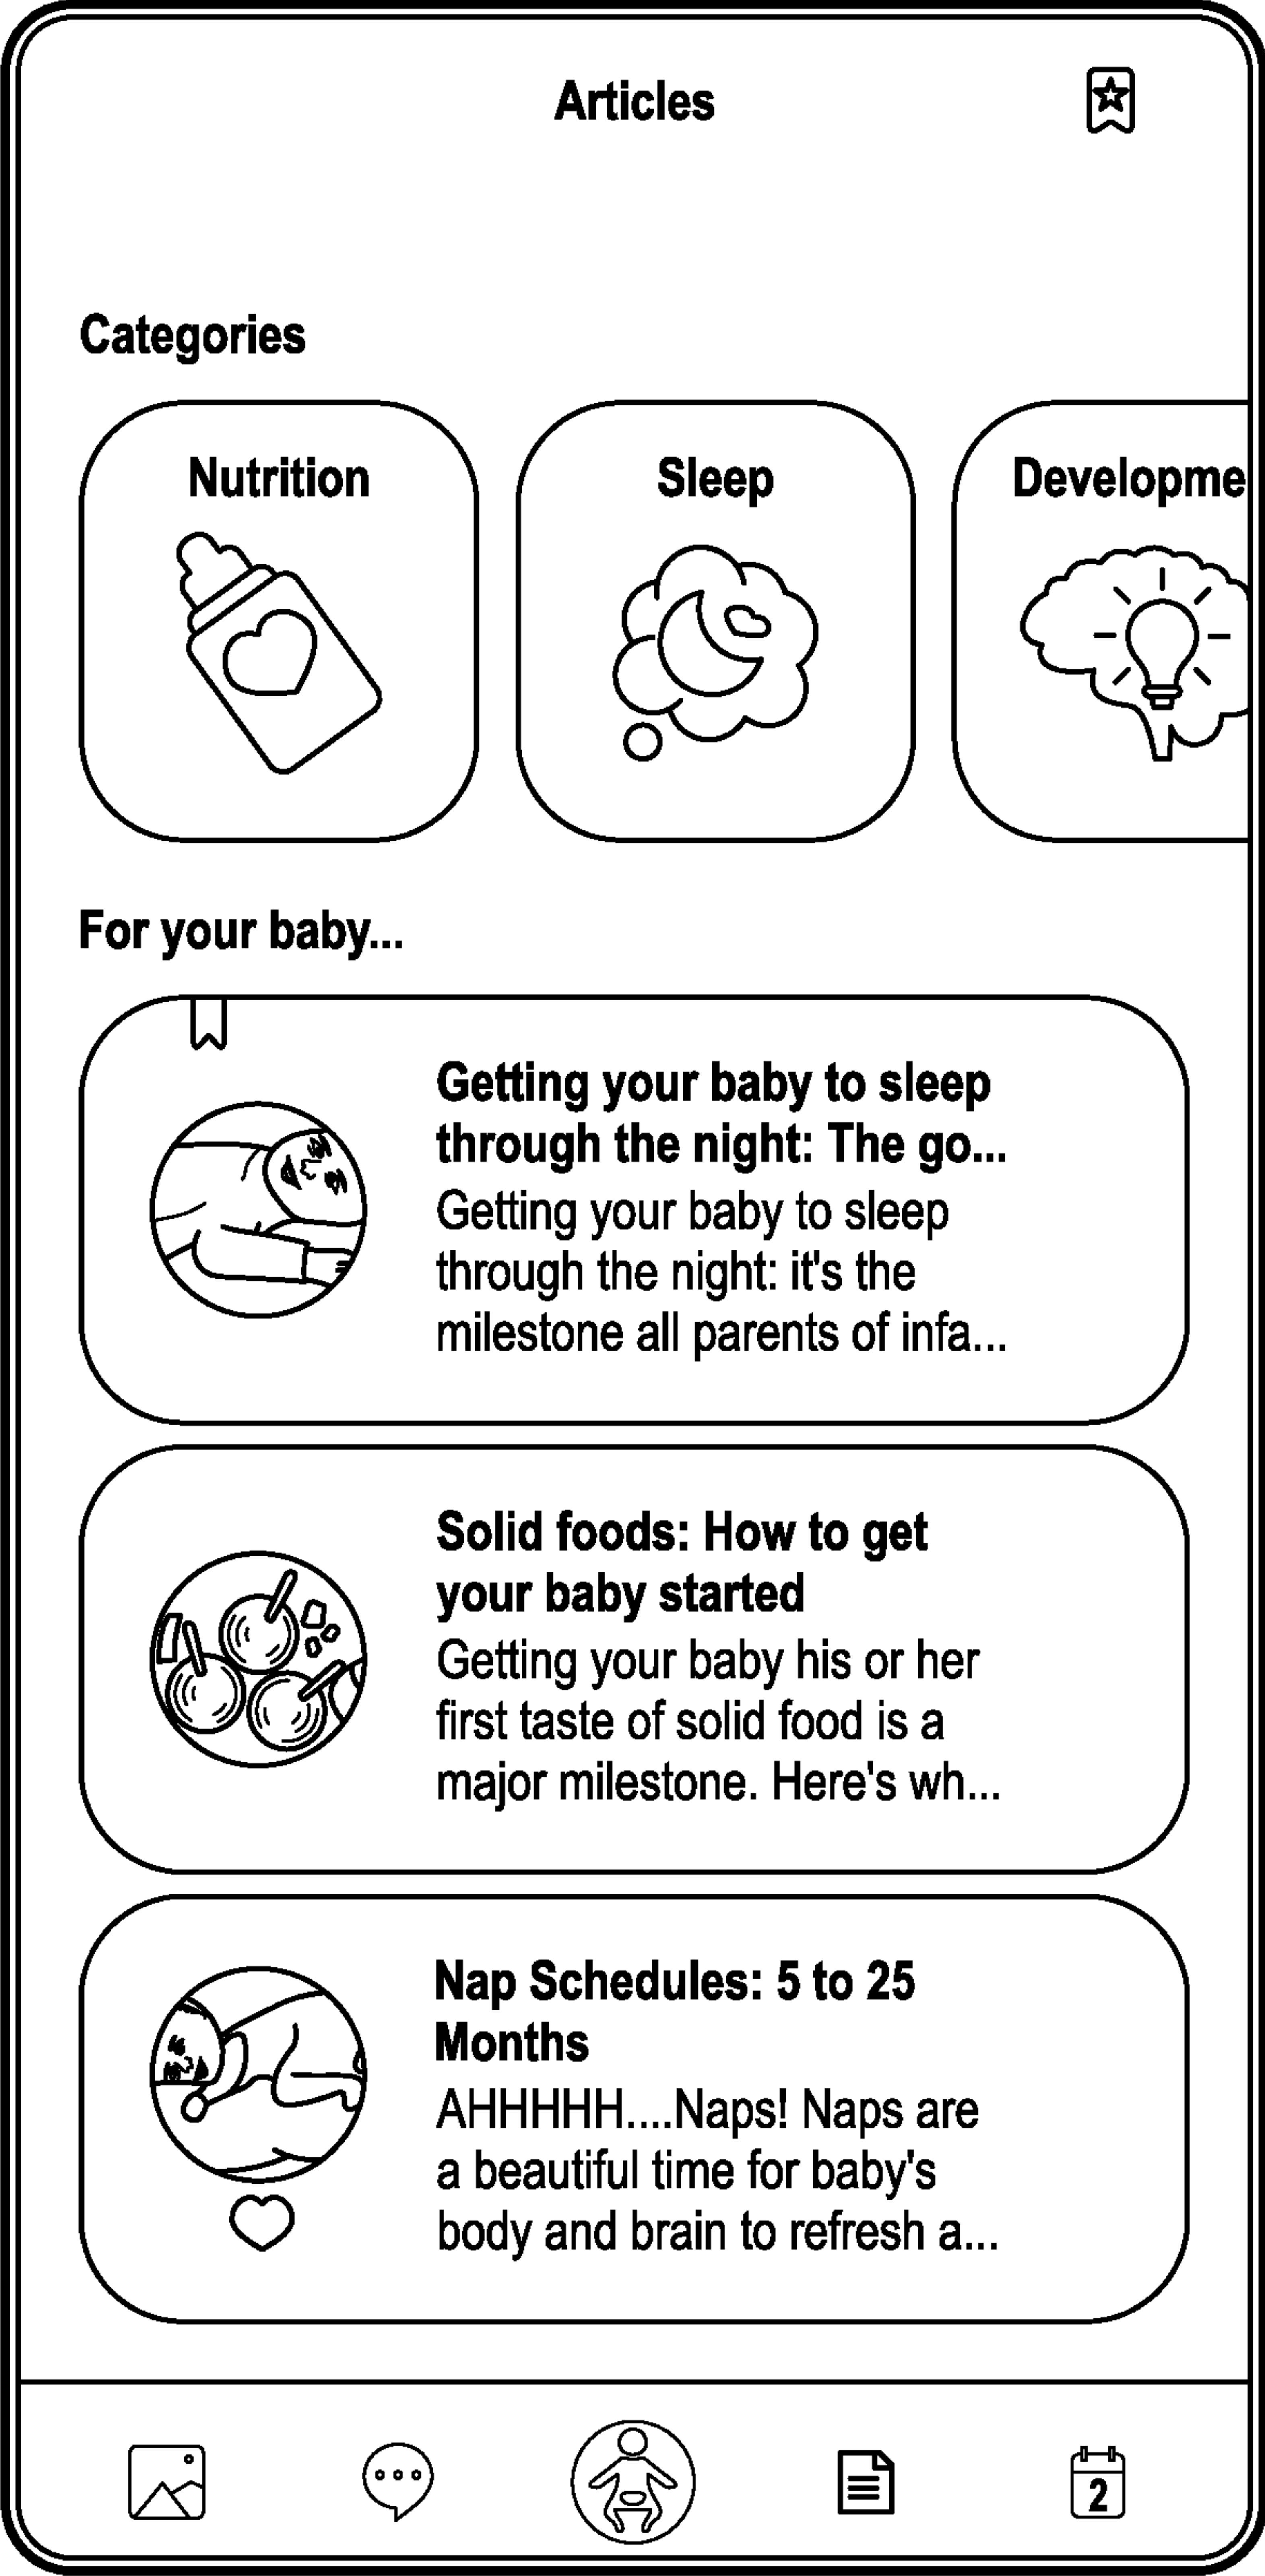 Articles
Categories
Nutrition
Sleep
Developme
For your baby...
Getting your baby to sleep
through the night: The go...
Getting your baby to sleep
through the night: it's the
milestone all parents of infa...
Solid foods: How to get
your baby started
Getting your baby his or her
first taste of solid food is a
major milestone. Here's wh...
Nap Schedules: 5 to 25
Months
AHHHHH....Naps! Naps are
a beautiful time for baby's
body and brain to refresh a...
2